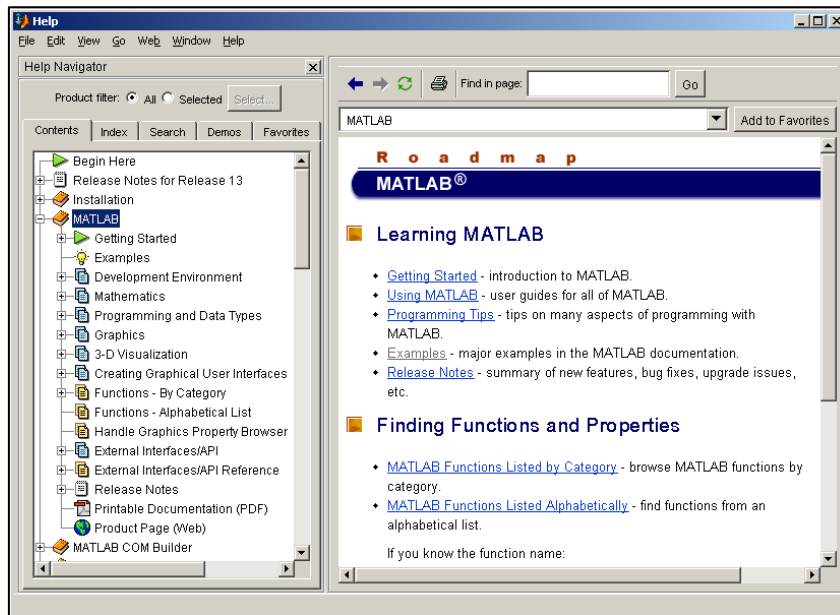 Help
File Edit View Go Web Window Help
Help Navigator
Product filter: All Selected Select...
Contents Index Search Demos Favorites
Begin Here
Release Notes for Release 13
Installation
MATLAB
Getting Started
Examples
Development Environment
Mathematics
Programming and Data Types
Graphics
3-D Visualization
Creating Graphical User Interfaces
Functions - By Category
Functions - Alphabetical List
Handle Graphics Property Browser
External Interfaces/API
External Interfaces/API Reference
Release Notes
Printable Documentation (PDF)
Product Page (Web)
MATLAB COM Builder
Find in page: Go
MATLAB Add to Favorites
Roadmap
MATLAB®
Learning MATLAB
Getting Started - introduction to MATLAB.
Using MATLAB - user guides for all of MATLAB.
Programming Tips - tips on many aspects of programming with
MATLAB.
Examples - major examples in the MATLAB documentation.
Release Notes - summary of new features, bug fixes, upgrade issues,
etc.
Finding Functions and Properties
MATLAB Functions Listed by Category - browse MATLAB functions by
category.
MATLAB Functions Listed Alphabetically - find functions from an
alphabetical list.
If you know the function name: